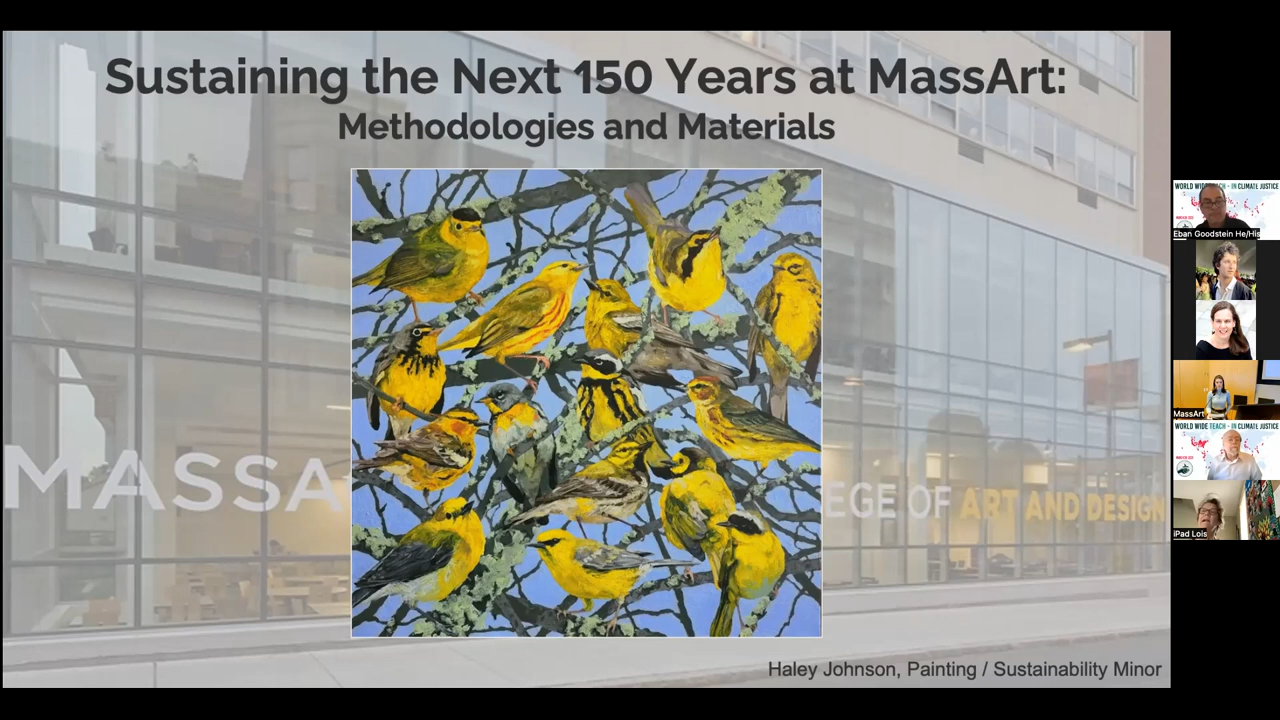 Sustaining the Next 150 Years at MassArt:
Methodologies and Materials
MASSA
EGE OF ART AND DESIGN
Haley Johnson, Painting / Sustainability Minor
WORLD WIDE TEACH - IN CLIMATE JUSTICE
Eban Goodstein He/His
MassArt
WORLD WIDE TEACH - IN CLIMATE JUSTICE
iPad Lois